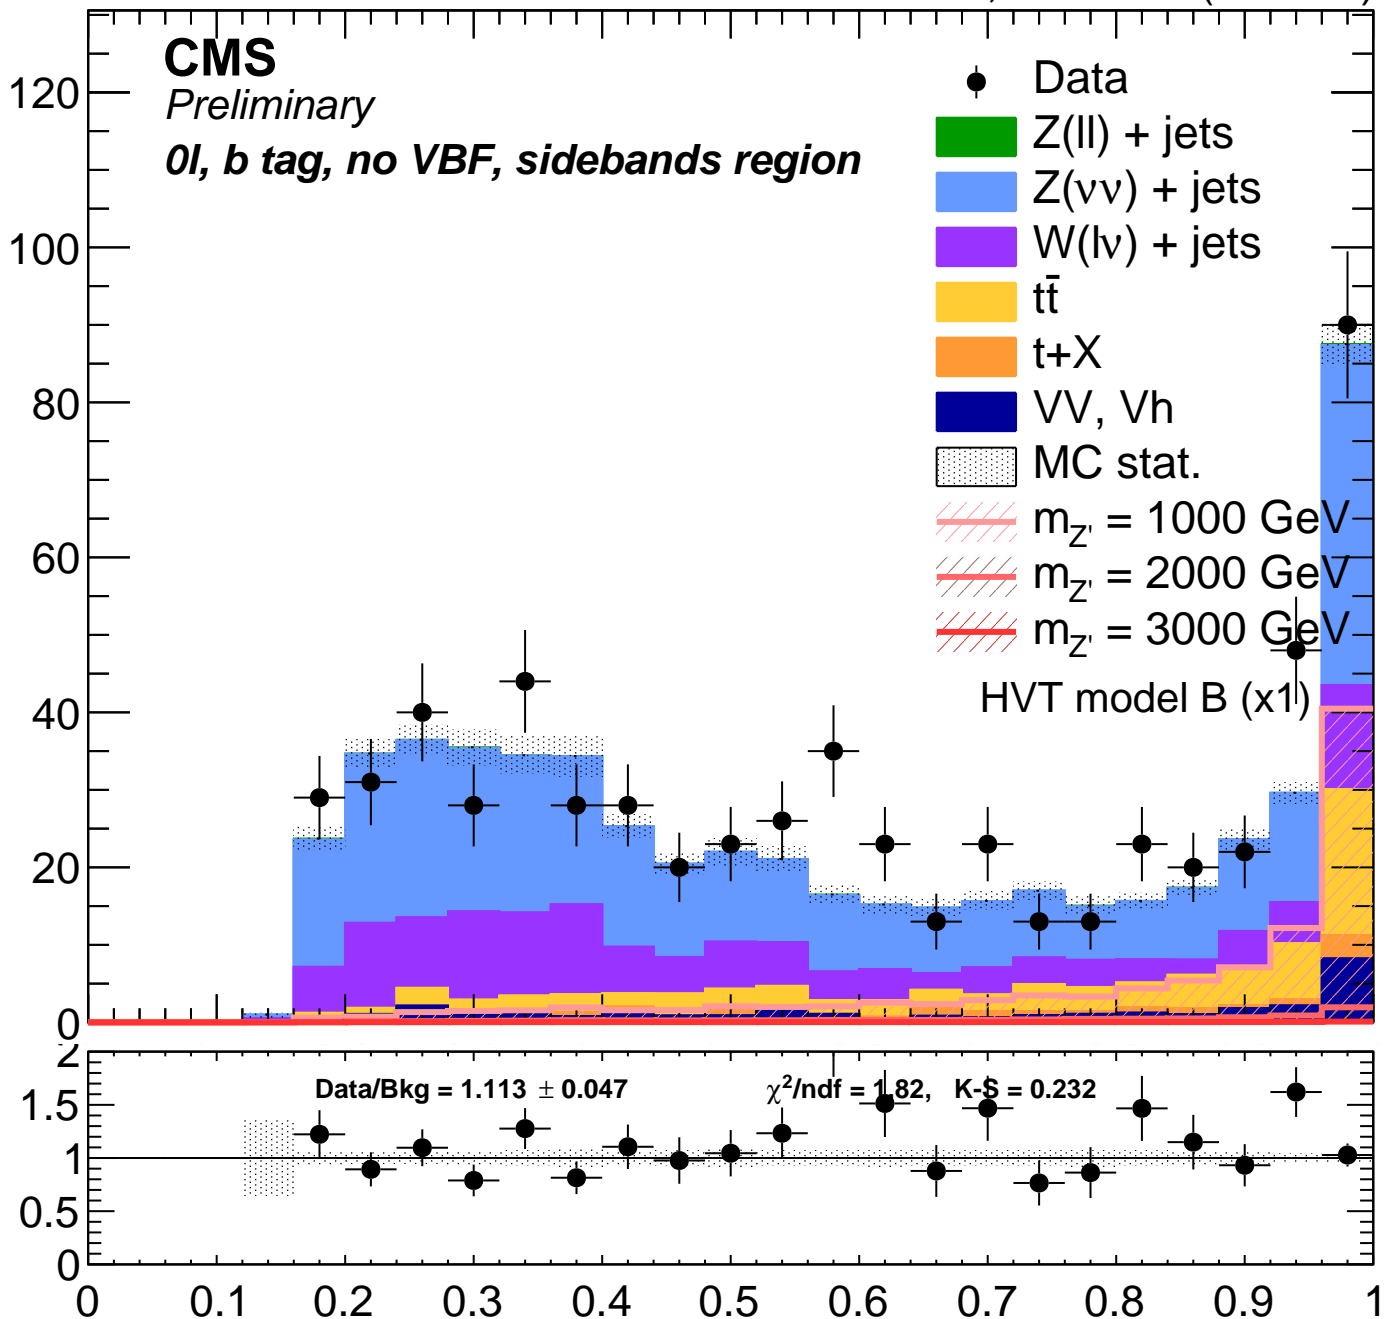 CMS
Preliminary
0l, b tag, no VBF, sidebands region
Data
Z(ll) + jets
Z(νν) + jets
W(lν) + jets
tt̄
t+X
VV, Vh
MC stat.
m_Z' = 1000 GeV
m_Z' = 2000 GeV
m_Z' = 3000 GeV
HVT model B (x1)
120
100
80
60
40
20
0
Data/Bkg = 1.113 ± 0.047 χ²/ndf = 1.82, K-S = 0.232
2
1.5
1
0.5
0
0 0.1 0.2 0.3 0.4 0.5 0.6 0.7 0.8 0.9 1